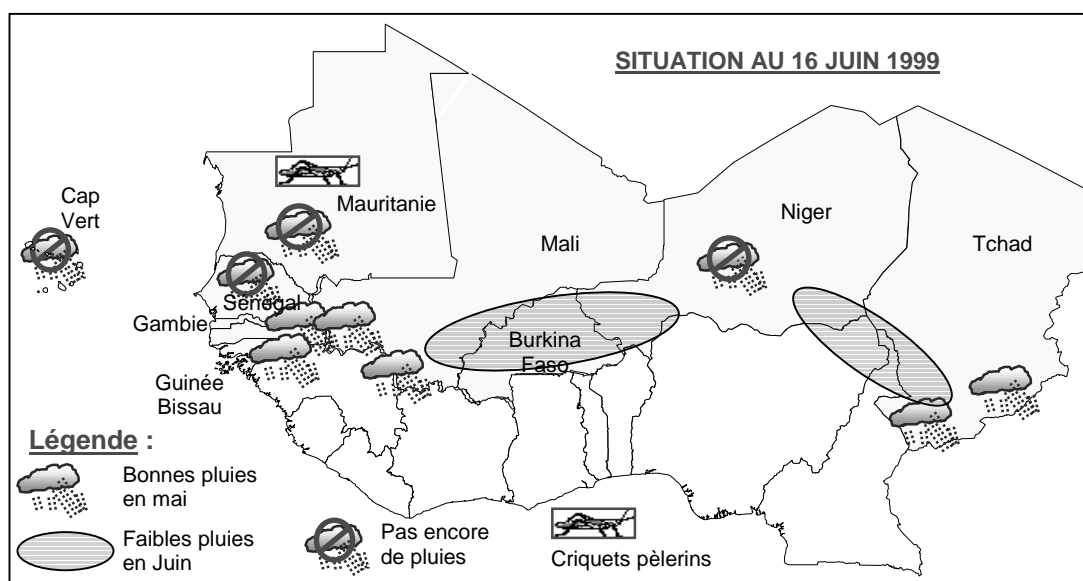 SITUATION AU 16 JUIN 1999
Cap
Vert
Mauritanie
Mali
Niger
Tchad
Sénégal
Gambie
Burkina
Faso
Guinée
Bissau
Légende :
Bonnes pluies
en mai
Faibles pluies
en Juin
Pas encore
de pluies
Criquets pèlerins